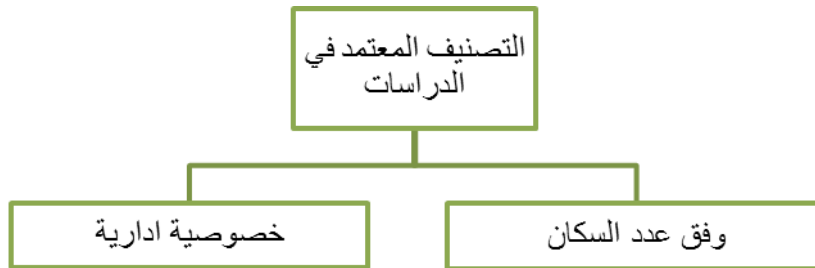 التصنيف المعتمد في
الدراسات
وفق عدد السكان
خصوصية ادارية